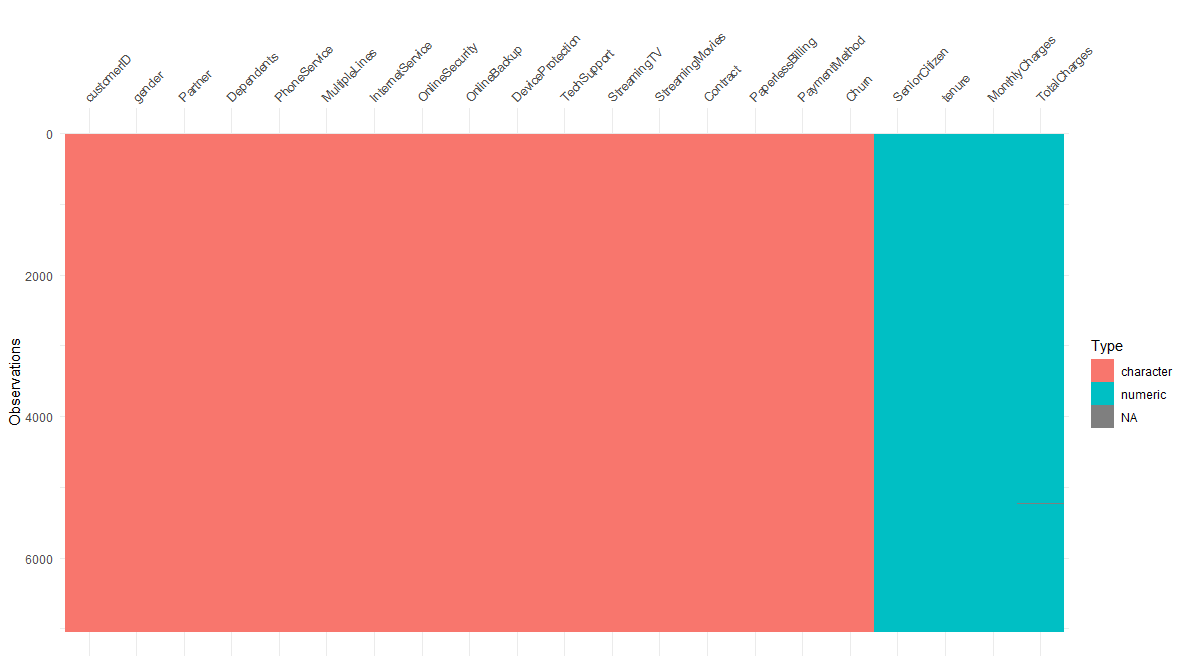 customerID
gender
Partner
Dependents
PhoneService
MultipleLines
InternetService
OnlineSecurity
OnlineBackup
DeviceProtection
TechSupport
StreamingTV
StreamingMovies
Contract
PaperlessBilling
PaymentMethod
Churn
SeniorCitizen
tenure
MonthlyCharges
TotalCharges
0
2000
4000
6000
Observations
Type
character
numeric
NA